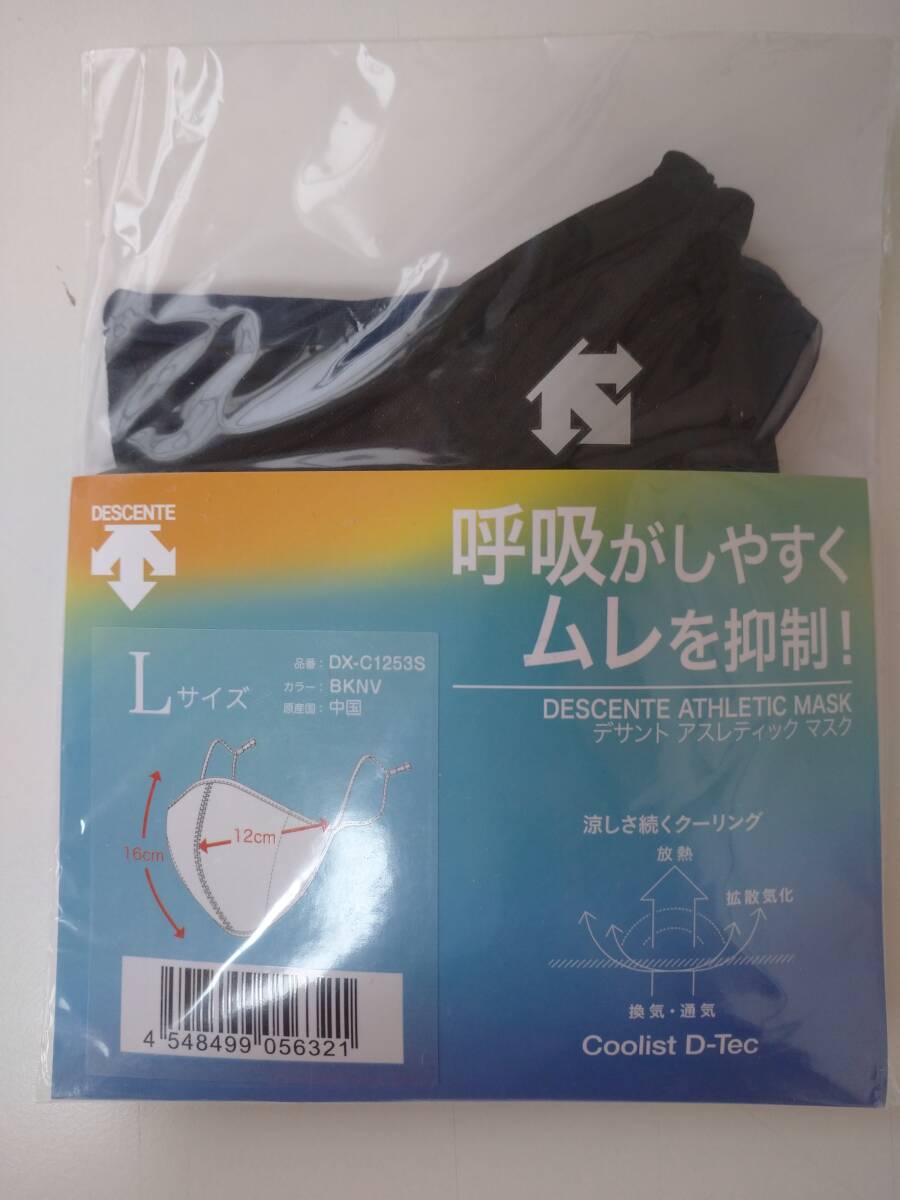 DESCENTE
呼吸がしやすく
ムレを抑制!
DESCENTE ATHLETIC MASK
デサント アスレティック マスク
Lサイズ
品番:DX-C1253S
カラー:BKNV
原産国:中国
16cm
12cm
4 548499 056321
涼しさ続くクーリング
放熱
拡散気化
換気・通気
Coolist D-Tec